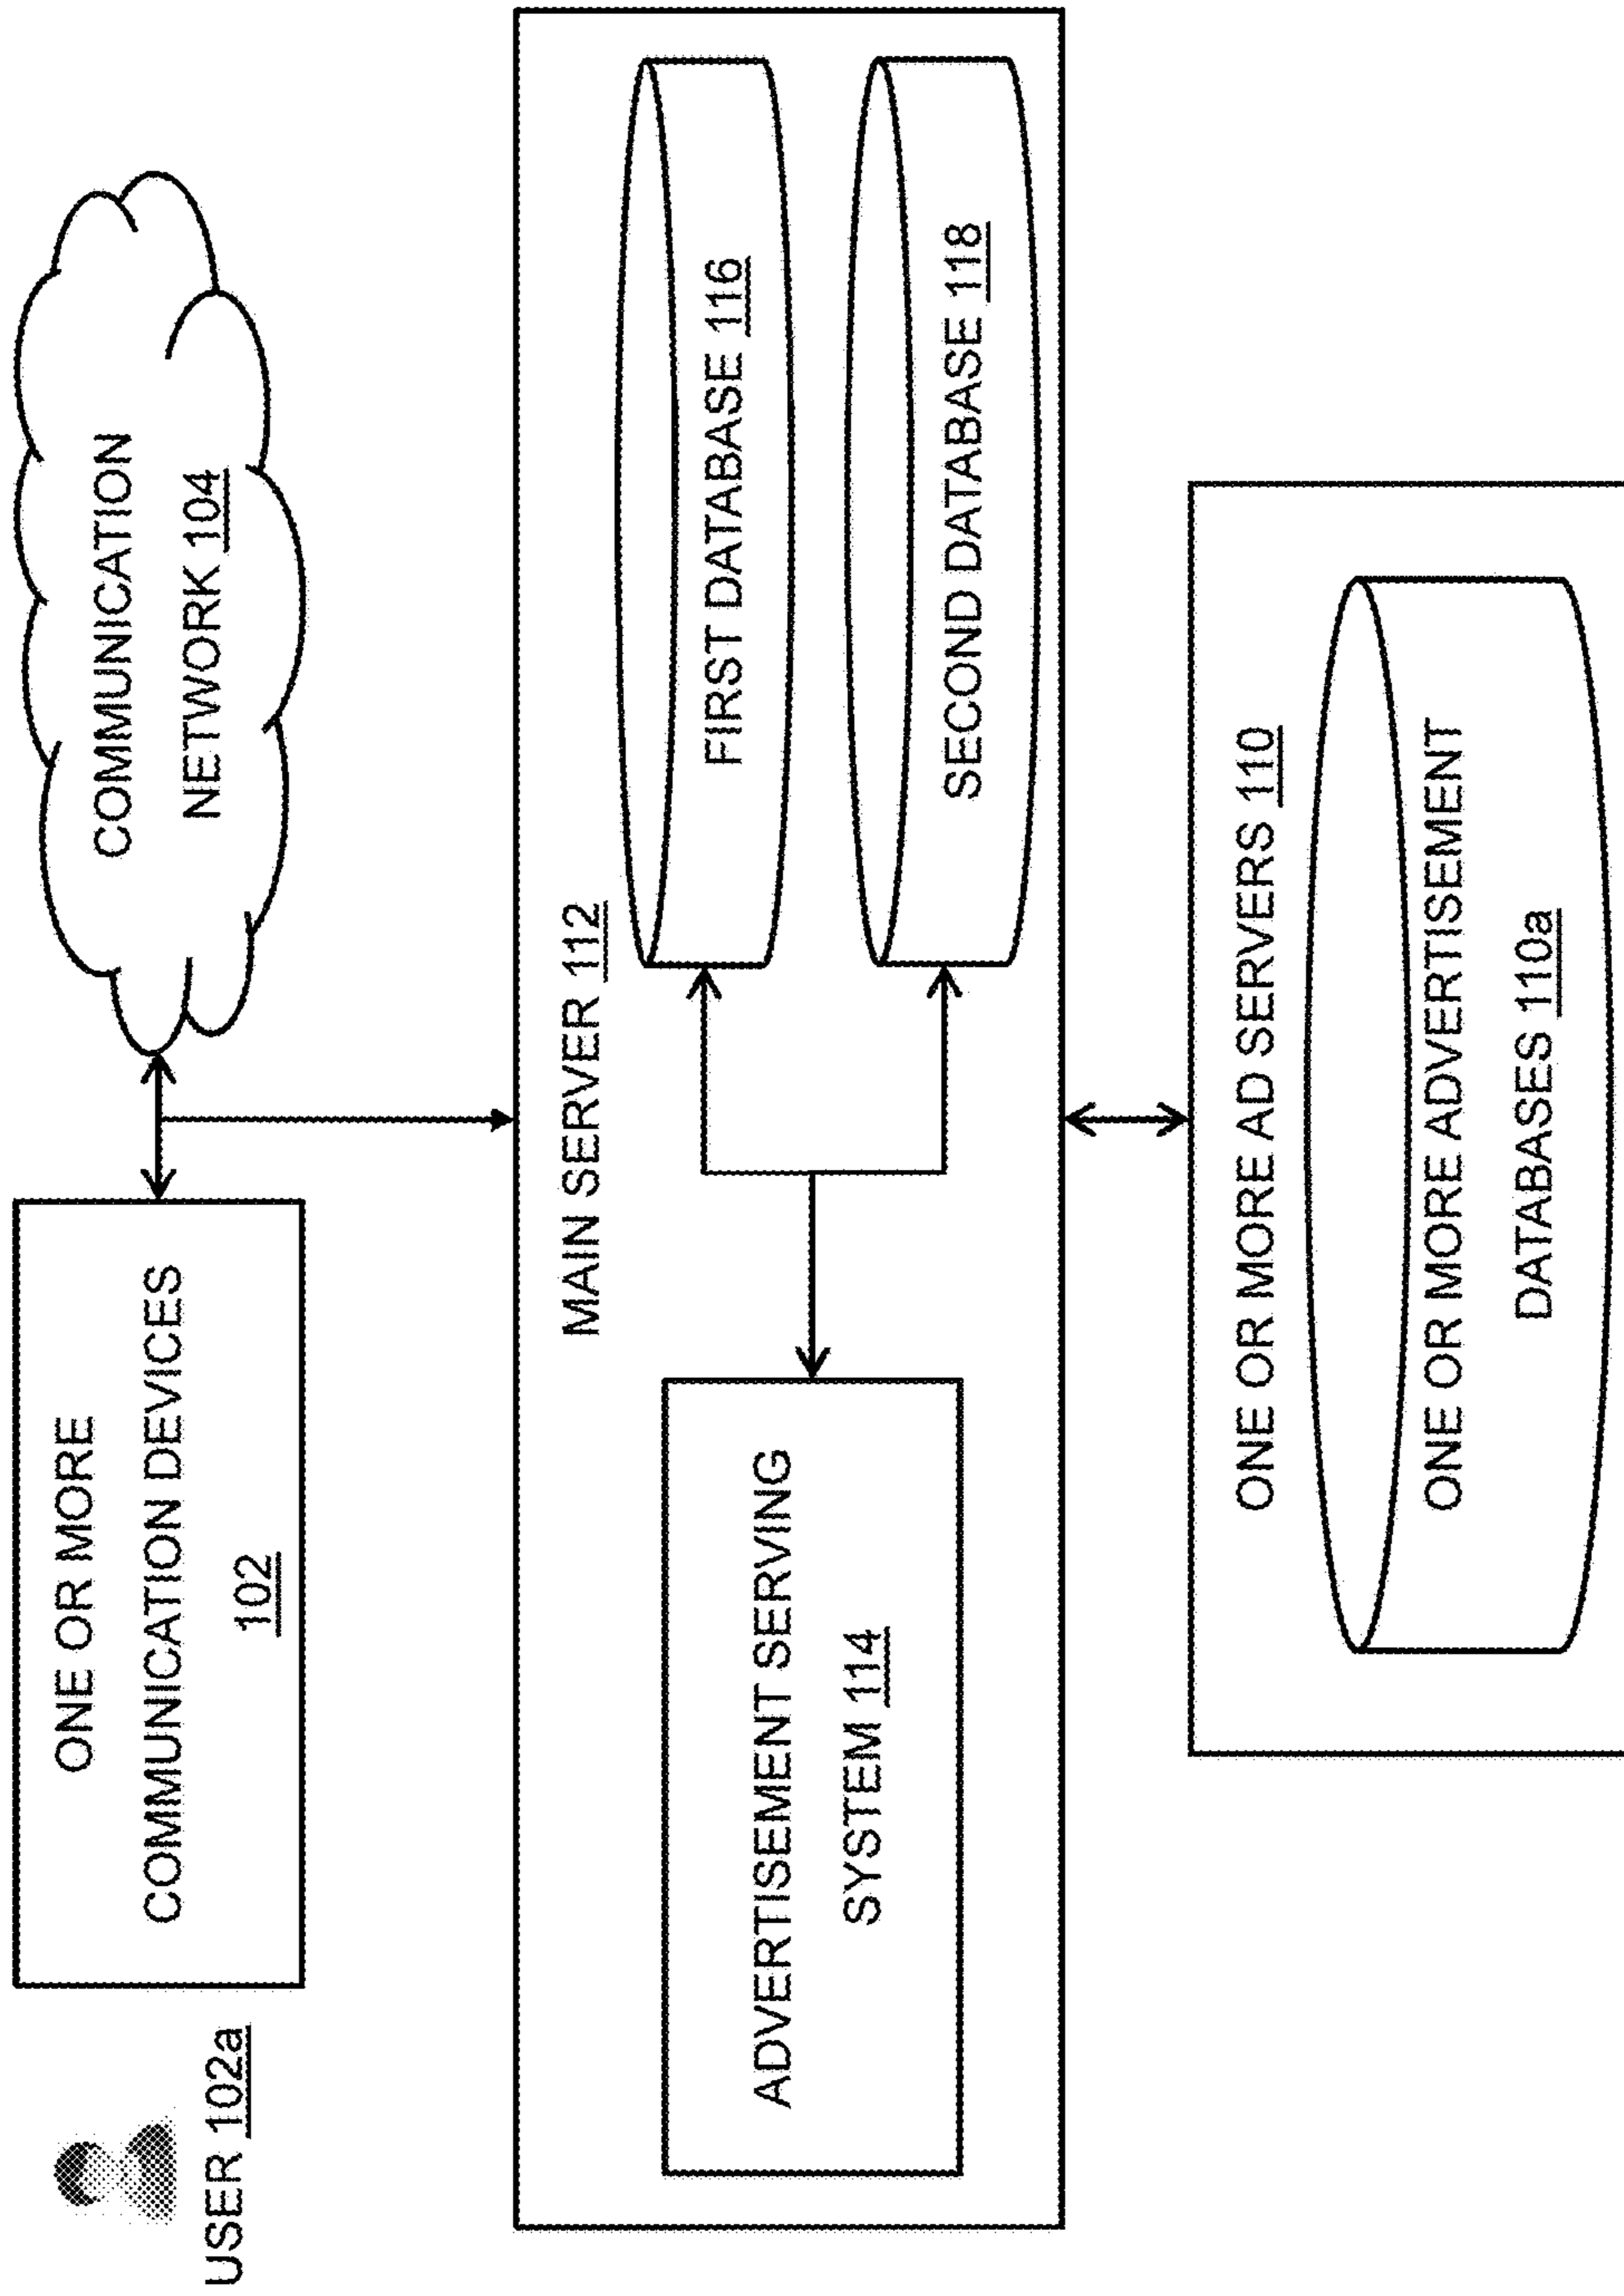 USER 102a
ONE OR MORE
COMMUNICATION DEVICES
102
COMMUNICATION
NETWORK 104
MAIN SERVER 112
ADVERTISEMENT SERVING
SYSTEM 114
FIRST DATABASE 116
SECOND DATABASE 118
ONE OR MORE AD SERVERS 110
ONE OR MORE ADVERTISEMENT
DATABASES 110a